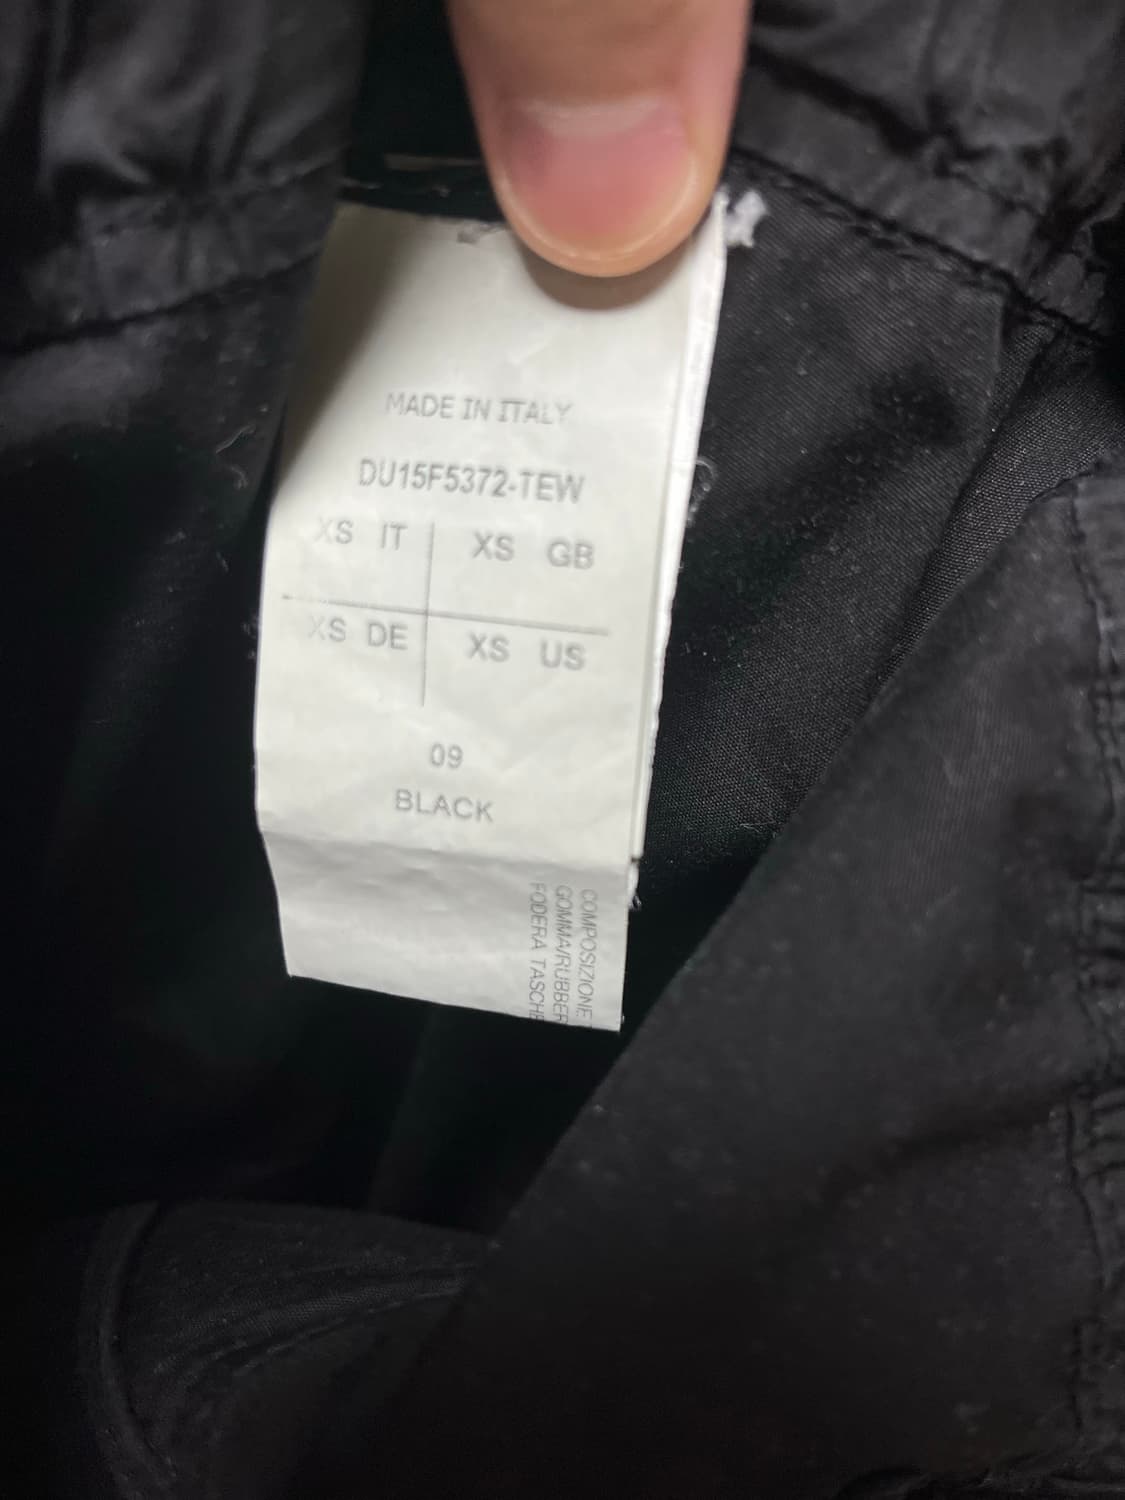 MADE IN ITALY
DU15F5372-TEW
XS IT XS GB
XS DE XS US
09
BLACK
COMPOSIZIONE
GOMMA/RUBBER
FODERA TASCHE